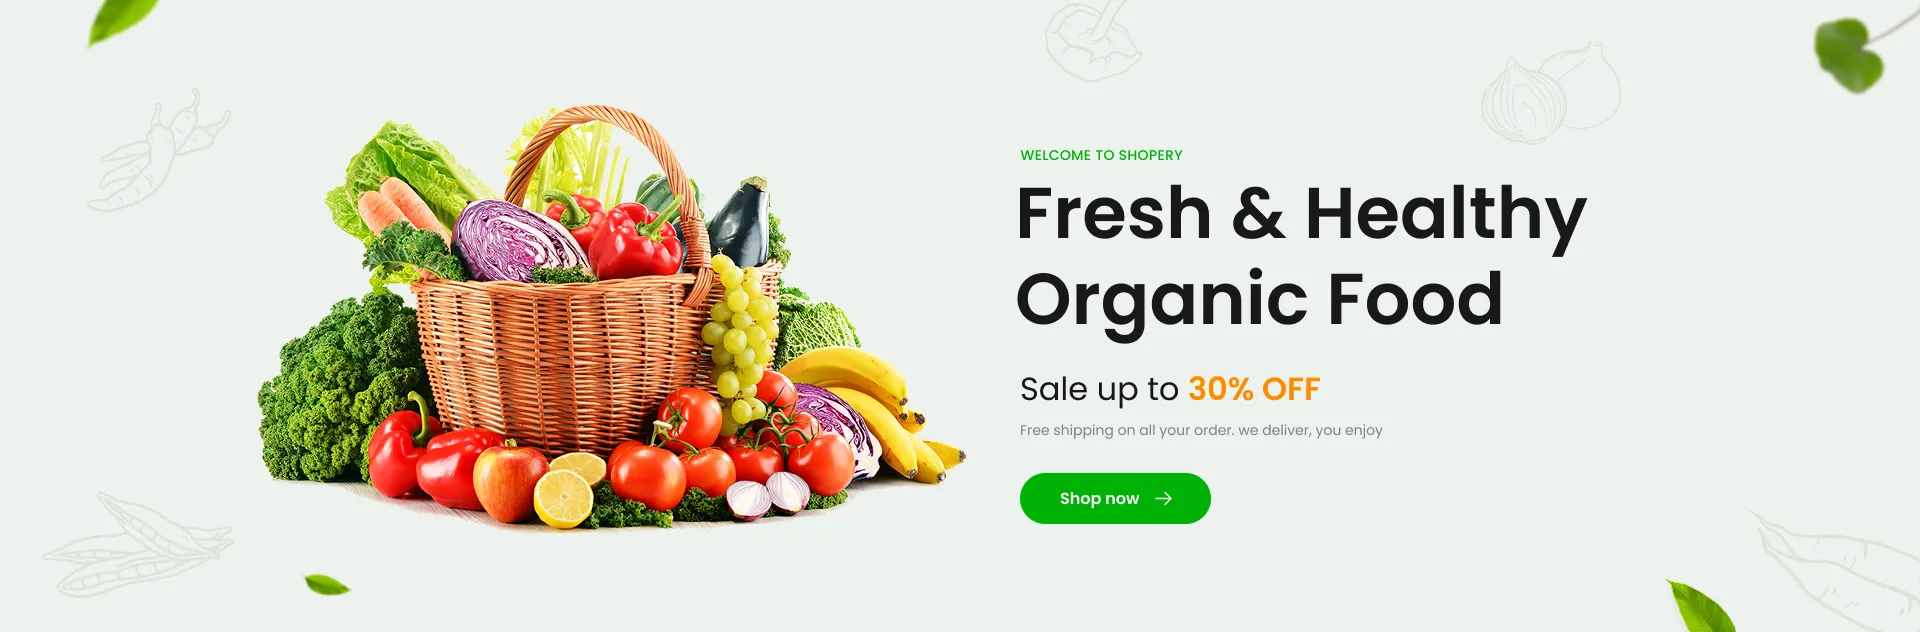 WELCOME TO SHOPERY
Fresh & Healthy
Organic Food
Sale up to 30% OFF
Free shipping on all your order. we deliver, you enjoy
Shop now